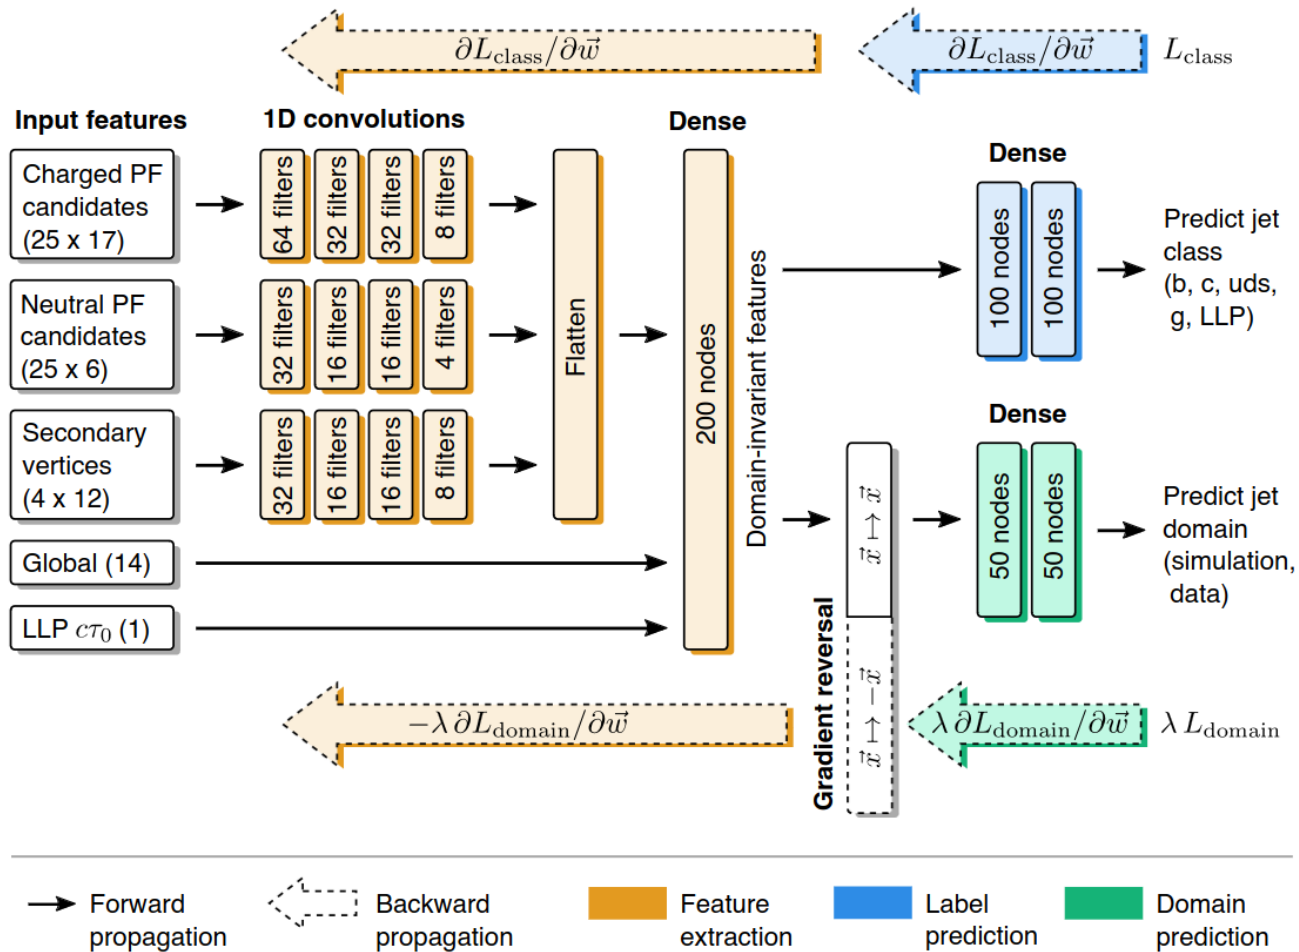 ∂L_class/∂w⃗
∂L_class/∂w⃗
L_class
Input features
1D convolutions
Dense
Charged PF
candidates
(25 x 17)
64 filters
32 filters
32 filters
8 filters
Neutral PF
candidates
(25 x 6)
32 filters
16 filters
16 filters
4 filters
Secondary
vertices
(4 x 12)
32 filters
16 filters
16 filters
8 filters
Flatten
Global (14)
LLP cτ₀ (1)
200 nodes
Domain-invariant features
Dense
100 nodes
100 nodes
Predict jet
class
(b, c, uds,
g, LLP)
Gradient reversal
x⃗ ↦ x⃗
x⃗ ↦ −x⃗
Dense
50 nodes
50 nodes
Predict jet
domain
(simulation,
data)
−λ ∂L_domain/∂w⃗
λ ∂L_domain/∂w⃗
λ L_domain
Forward
propagation
Backward
propagation
Feature
extraction
Label
prediction
Domain
prediction